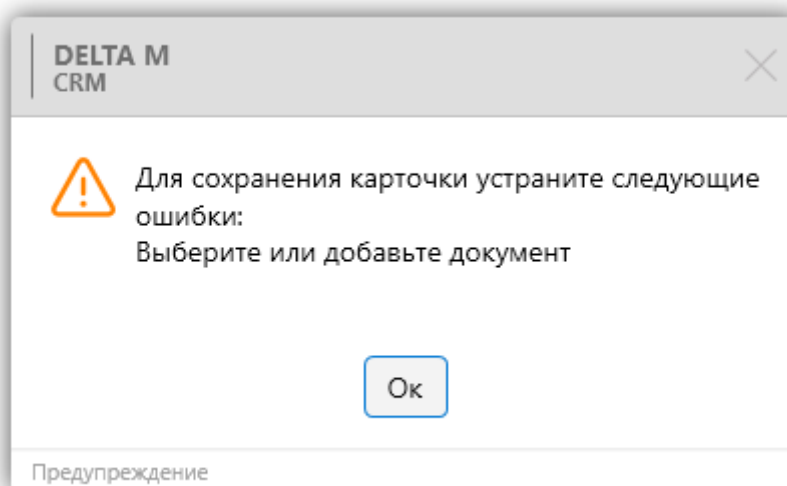 DELTA M
CRM
Для сохранения карточки устраните следующие
ошибки:
Выберите или добавьте документ
Ок
Предупреждение